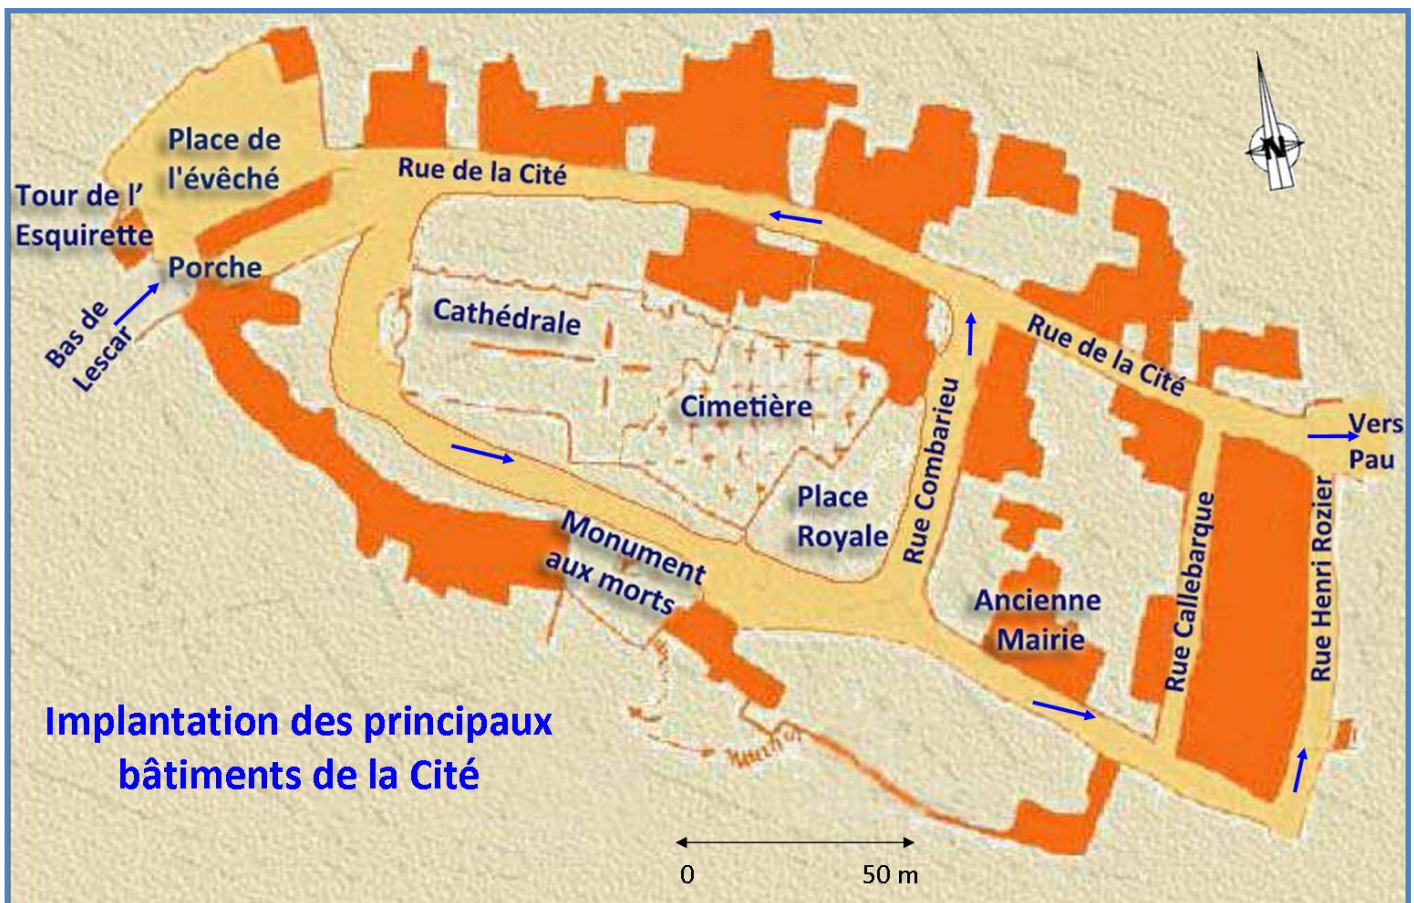 Place de
l'évêché
Rue de la Cité
Tour de l'
Esquirette
Porche
Bas de
Lescar
N
Cathédrale
Cimetière
Rue de la Cité
Vers
Pau
Place
Royale
Rue Combarieu
Monument
aux morts
Ancienne
Mairie
Rue Callebarque
Rue Henri Rozier
Implantation des principaux
bâtiments de la Cité
0 50 m